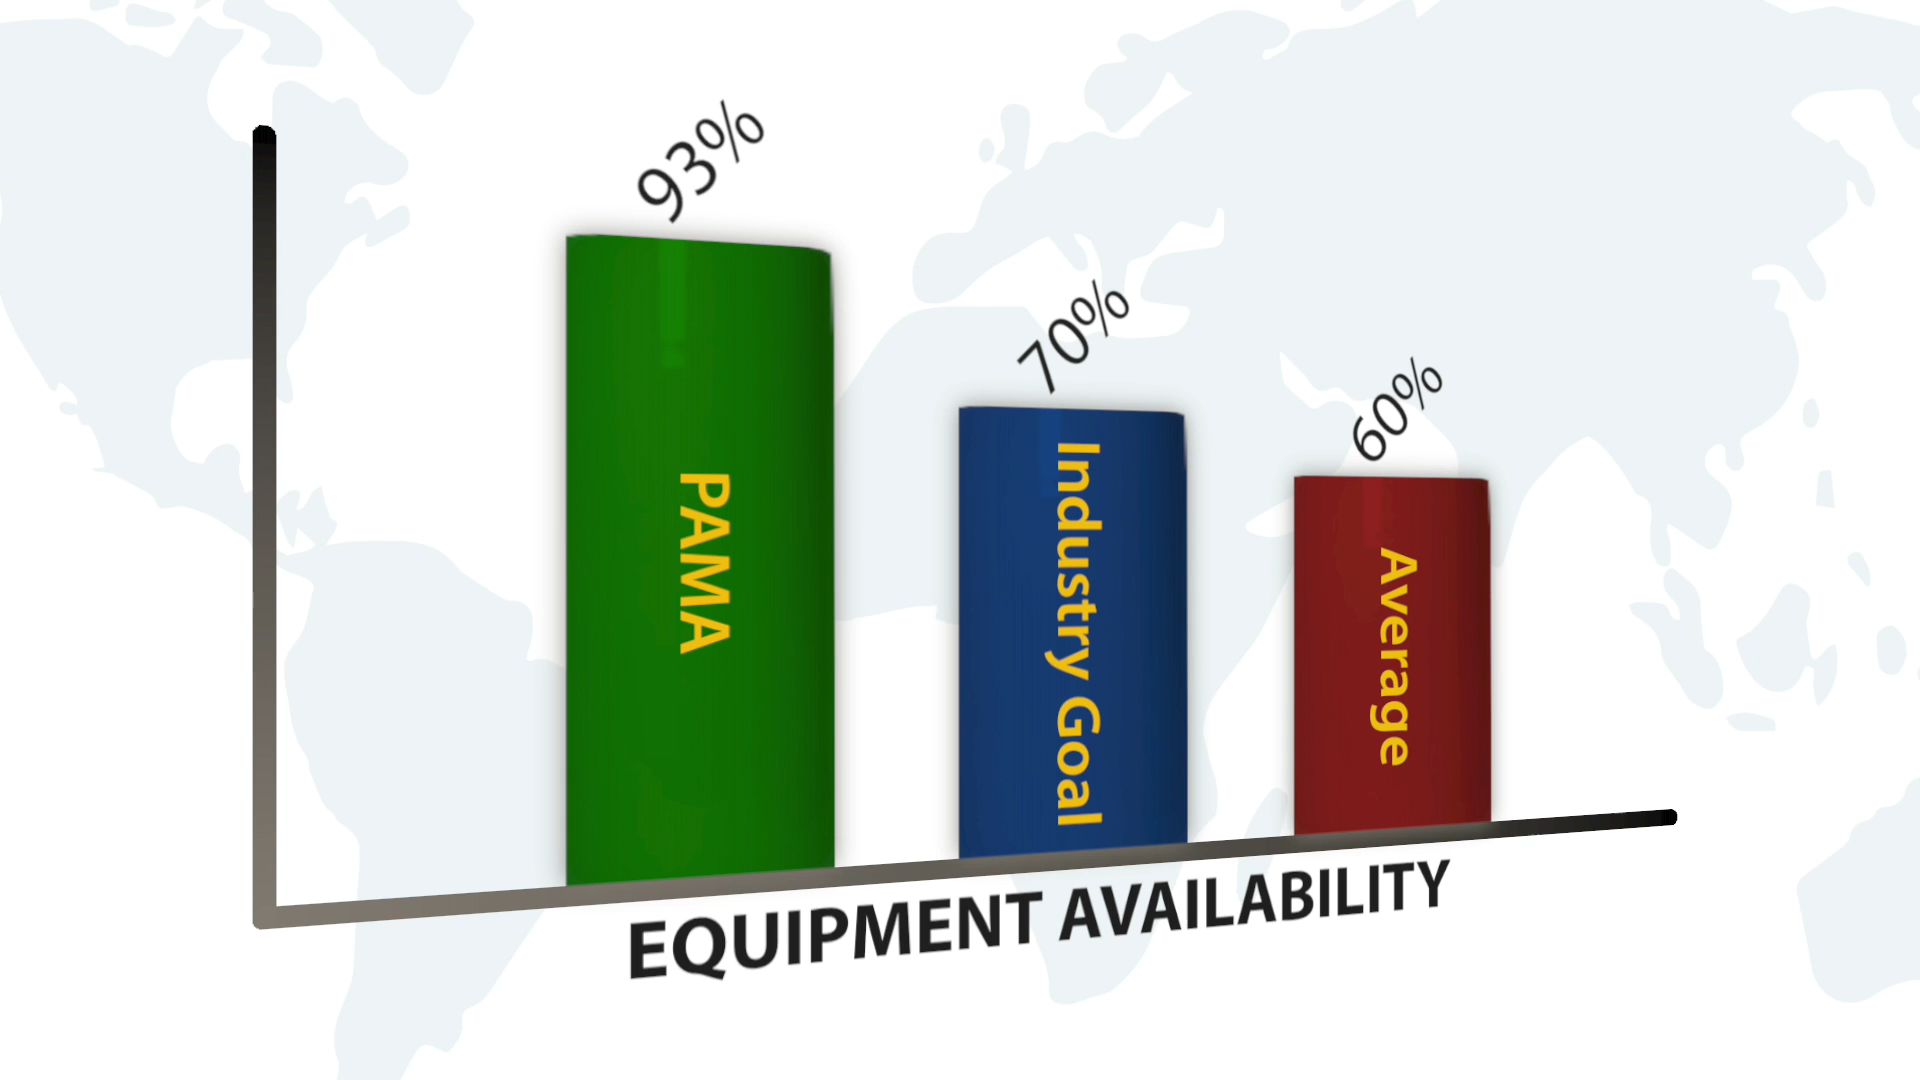 93%
70%
60%
PAMA
Industry Goal
Average
EQUIPMENT AVAILABILITY